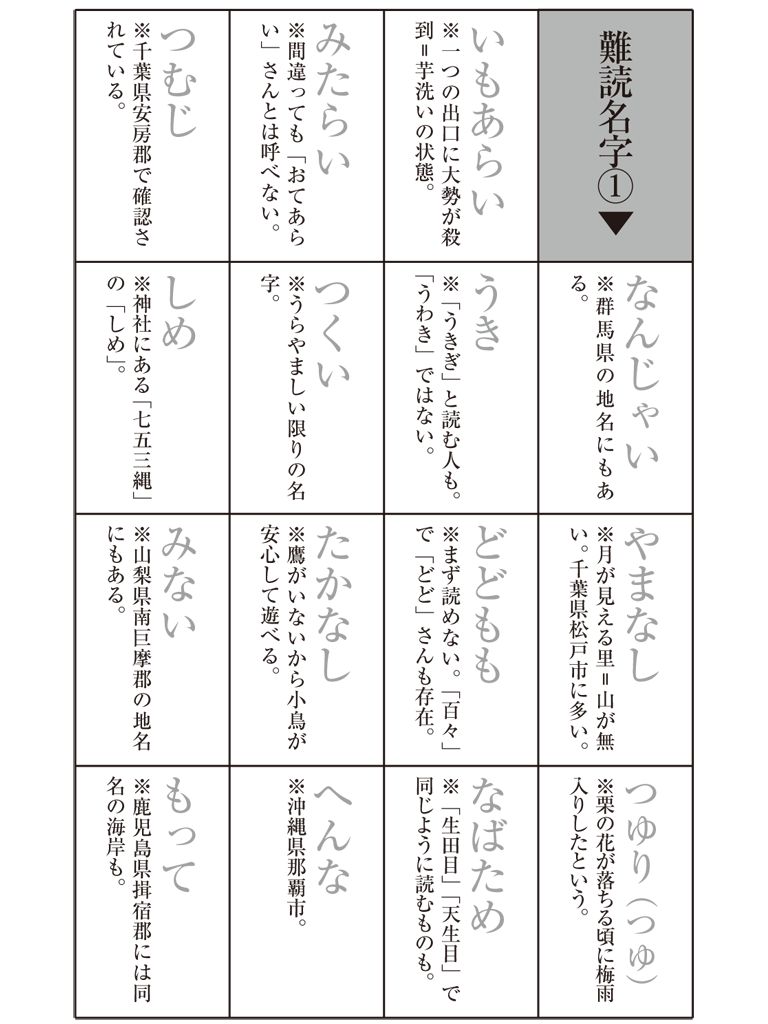 難読名字①▼
なんじゃい
※群馬県の地名にもあ
る。
やまなし
※月が見える里=山が無
い。千葉県松戸市に多い。
つゆり(つゆ)
※栗の花が落ちる頃に梅雨
入りしたという。
いもあらい
※一つの出口に大勢が殺
到=芋洗いの状態。
うき
※「うきぎ」と読む人も。
「うわき」ではない。
どどもも
※まず読めない。「百々」
で「どど」さんも存在。
なばため
※「生田目」「天生目」で
同じように読むものも。
みたらい
※間違っても「おてあら
い」さんとは呼べない。
つくい
※うらやましい限りの名
字。
たかなし
※鷹がいないから小鳥が
安心して遊べる。
へんな
※沖縄県那覇市。
つむじ
※千葉県安房郡で確認さ
れている。
しめ
※神社にある「七五三縄」
の「しめ」。
みない
※山梨県南巨摩郡の地名
にもある。
もって
※鹿児島県揖宿郡には同
名の海岸も。